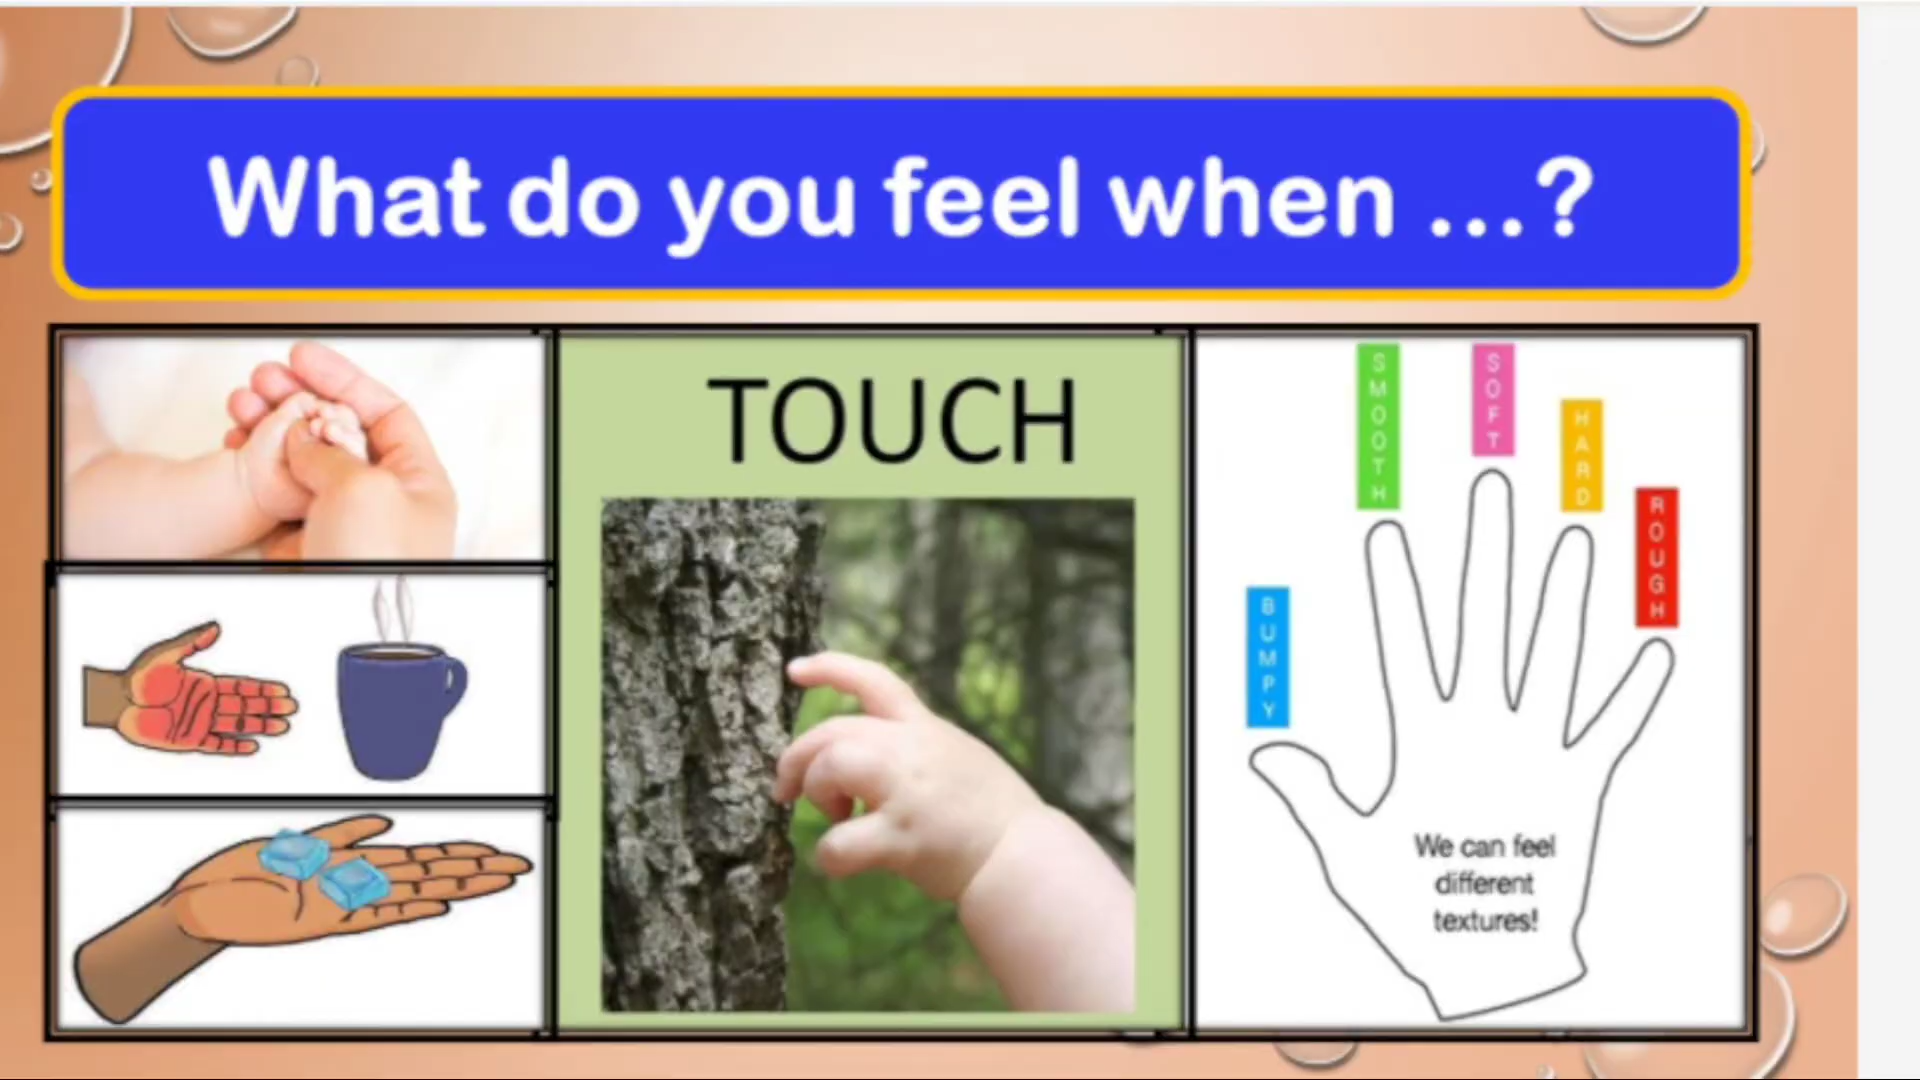 What do you feel when ...?
TOUCH
SMOOTH
SOFT
HARD
ROUGH
BUMPY
We can feel
different
textures!